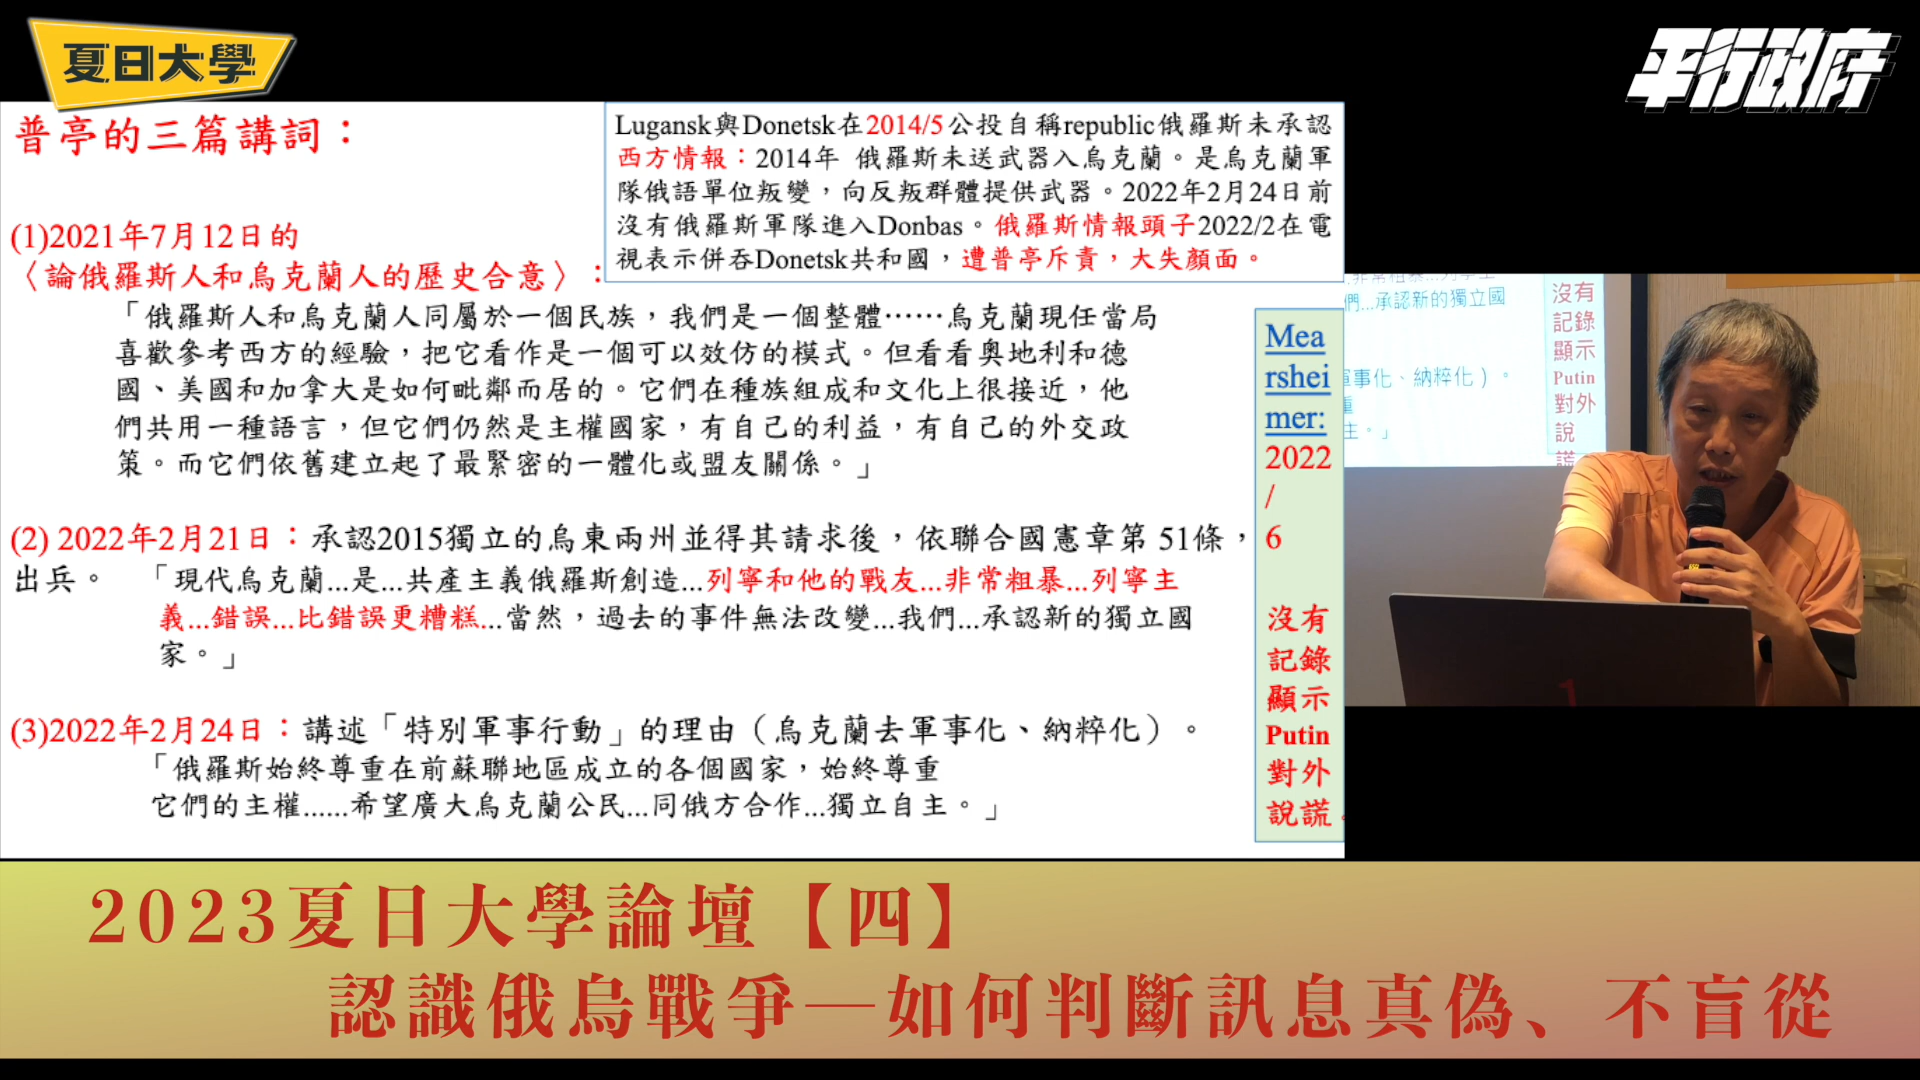 夏日大學
平行政府
普亭的三篇講詞：
Lugansk與Donetsk在2014/5公投自稱republic俄羅斯未承認
西方情報：2014年 俄羅斯未送武器入烏克蘭。是烏克蘭軍
隊俄語單位叛變，向反叛群體提供武器。2022年2月24日前
沒有俄羅斯軍隊進入Donbas。俄羅斯情報頭子2022/2在電
視表示併吞Donetsk共和國，遭普亭斥責，大失顏面。
(1)2021年7月12日的
〈論俄羅斯人和烏克蘭人的歷史合意〉：
「俄羅斯人和烏克蘭人同屬於一個民族，我們是一個整體……烏克蘭現任當局
喜歡參考西方的經驗，把它看作是一個可以效仿的模式。但看看奧地利和德
國、美國和加拿大是如何毗鄰而居的。它們在種族組成和文化上很接近，他
們共用一種語言，但它們仍然是主權國家，有自己的利益，有自己的外交政
策。而它們依舊建立起了最緊密的一體化或盟友關係。」
(2) 2022年2月21日：承認2015獨立的烏東兩州並得其請求後，依聯合國憲章第 51條，
出兵。 「現代烏克蘭...是...共產主義俄羅斯創造...列寧和他的戰友...非常粗暴...列寧主
義...錯誤...比錯誤更糟糕...當然，過去的事件無法改變...我們...承認新的獨立國
家。」
(3)2022年2月24日：講述「特別軍事行動」的理由（烏克蘭去軍事化、納粹化）。
「俄羅斯始終尊重在前蘇聯地區成立的各個國家，始終尊重
它們的主權......希望廣大烏克蘭公民...同俄方合作...獨立自主。」
Mea
rshei
mer:
2022
/
6
沒有
記錄
顯示
Putin
對外
說謊。
們...承認新的獨立國
軍事化、納粹化）。
主。」
沒有
記錄
顯示
Putin
對外
說
謊
2023夏日大學論壇【四】
認識俄烏戰爭—如何判斷訊息真偽、不盲從